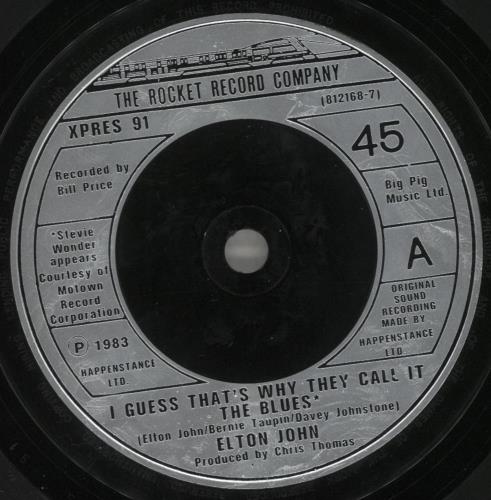 THE ROCKET RECORD COMPANY
(812168-7)
XPRES 91
45
Recorded by
Bill Price
Big Pig
Music Ltd.
*Stevie
Wonder
appears
Courtesy of
Motown
Record
Corporation
A
ORIGINAL
SOUND
RECORDING
MADE BY
HAPPENSTANCE
LTD.
Ⓟ 1983
HAPPENSTANCE
LTD.
I GUESS THAT'S WHY THEY CALL IT
THE BLUES*
(Elton John/Bernie Taupin/Davey Johnstone)
ELTON JOHN
Produced by Chris Thomas